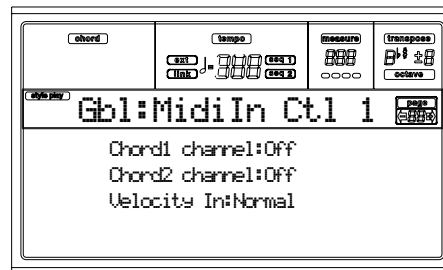 chord tempo measure transpose
ext seq 1
link seq 2
octave
style play
Gbl:MidiIn Ctl 1 page
Chord1 channel:Off
Chord2 channel:Off
Velocity In:Normal